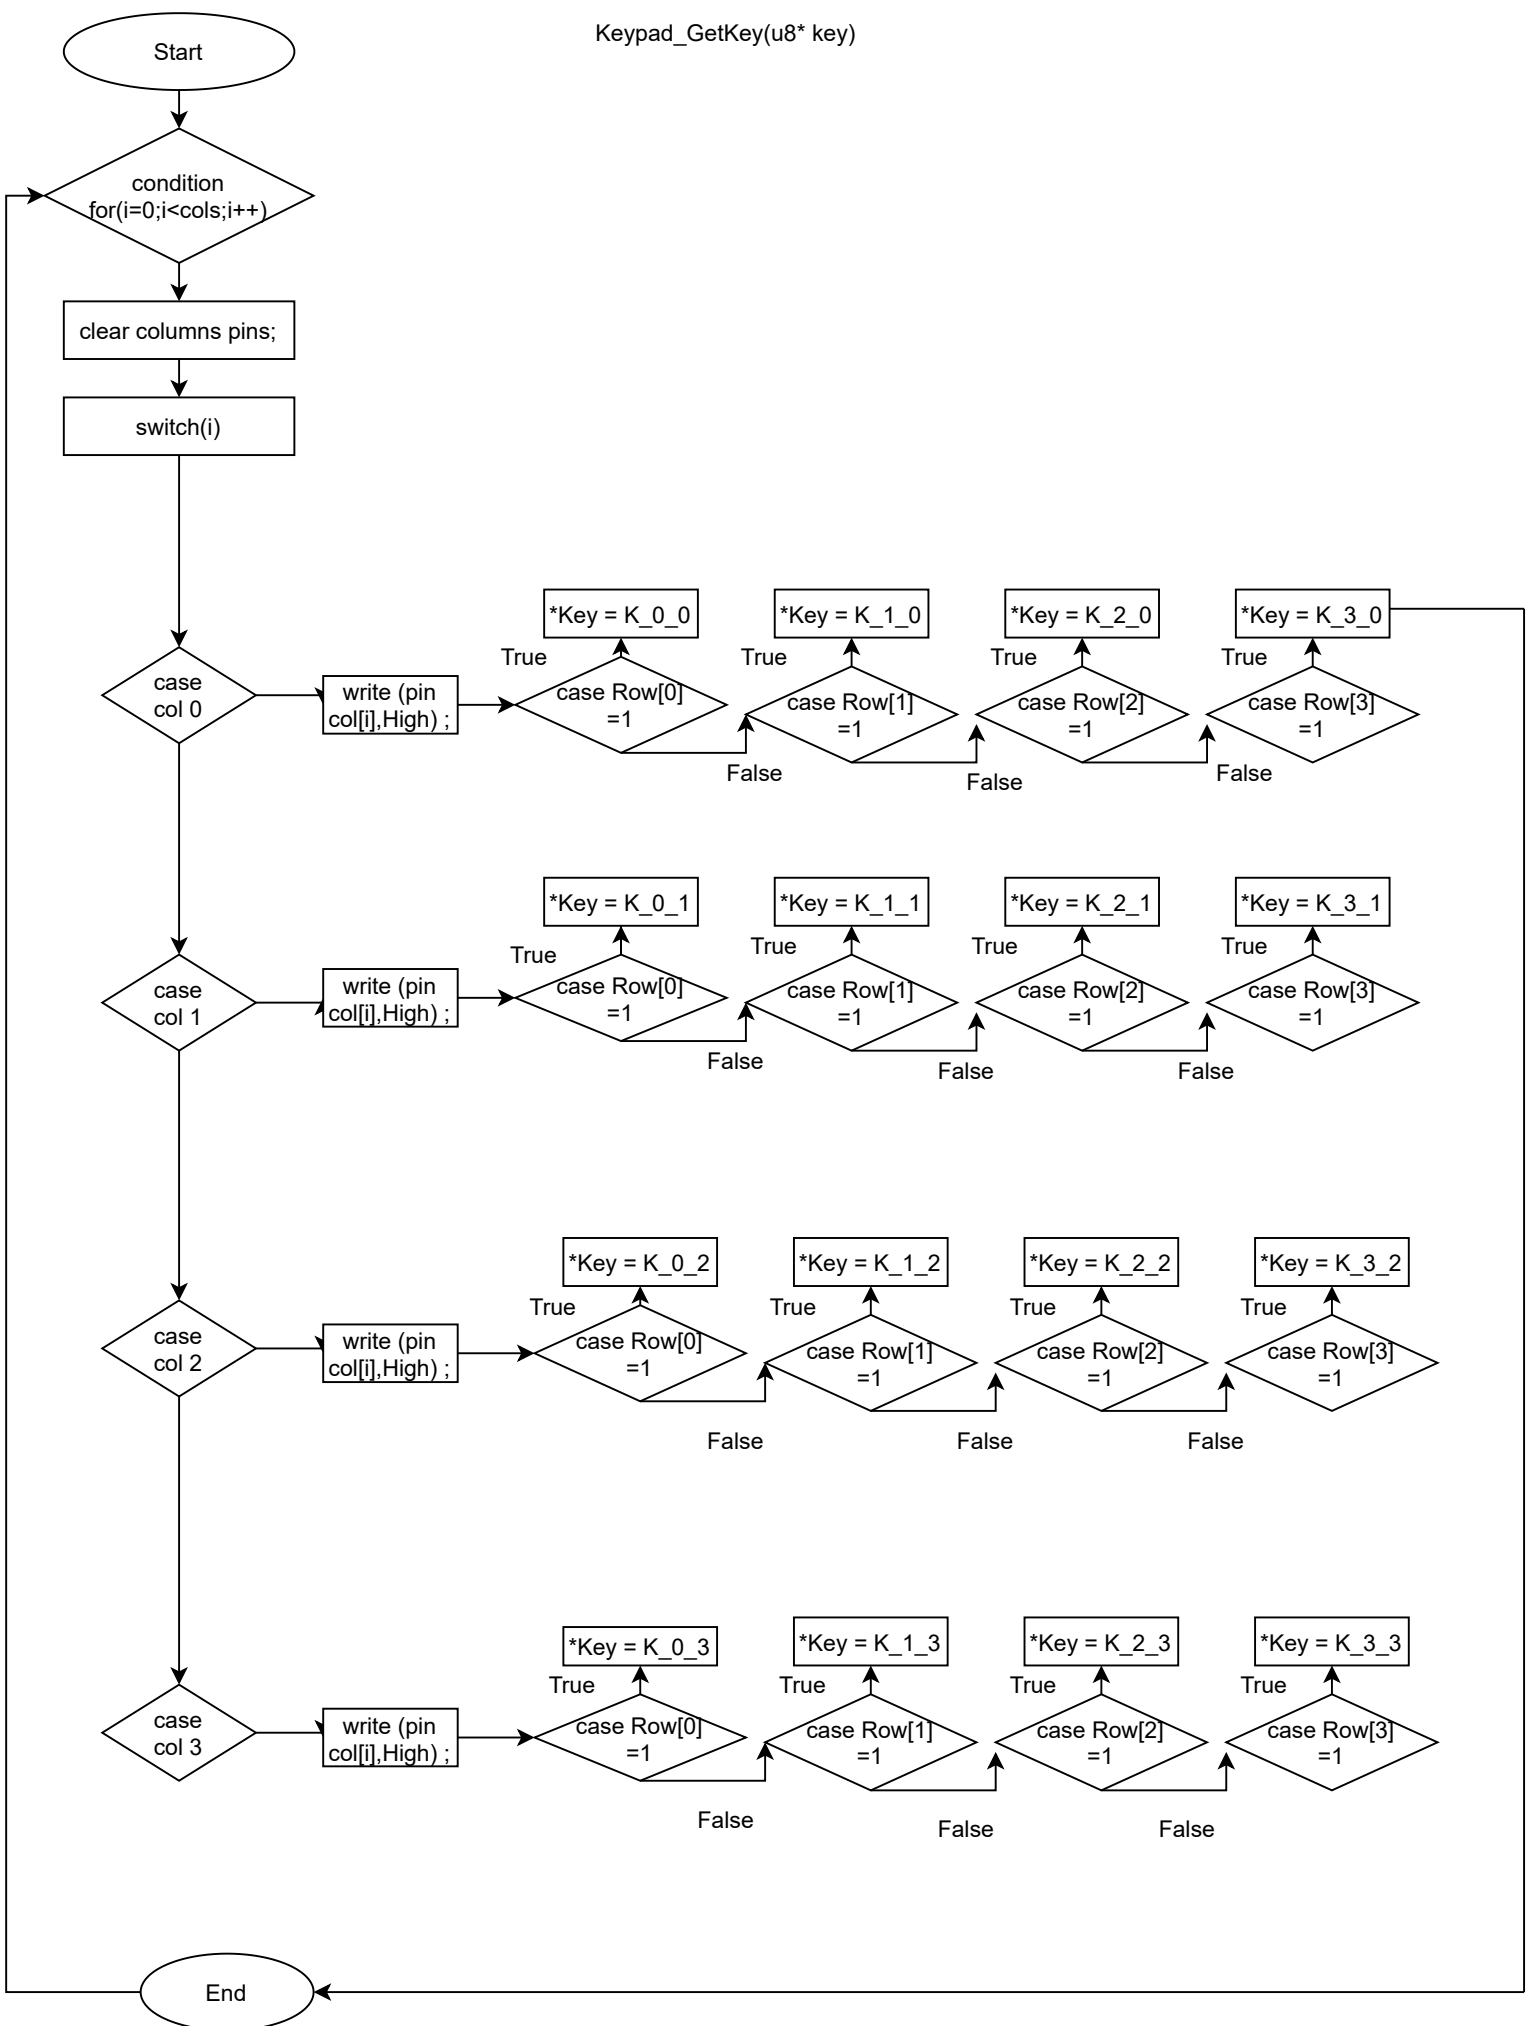 Keypad_GetKey(u8* key)
Start
condition
for(i=0;i<cols;i++)
clear columns pins;
switch(i)
*Key = K_0_0
*Key = K_1_0
*Key = K_2_0
*Key = K_3_0
True
True
True
True
case
col 0
write (pin
col[i],High) ;
case Row[0]
=1
case Row[1]
=1
case Row[2]
=1
case Row[3]
=1
False
False
False
*Key = K_0_1
*Key = K_1_1
*Key = K_2_1
*Key = K_3_1
True
True
True
True
case
col 1
write (pin
col[i],High) ;
case Row[0]
=1
case Row[1]
=1
case Row[2]
=1
case Row[3]
=1
False
False
False
*Key = K_0_2
*Key = K_1_2
*Key = K_2_2
*Key = K_3_2
True
True
True
True
case
col 2
write (pin
col[i],High) ;
case Row[0]
=1
case Row[1]
=1
case Row[2]
=1
case Row[3]
=1
False
False
False
*Key = K_0_3
*Key = K_1_3
*Key = K_2_3
*Key = K_3_3
True
True
True
True
case
col 3
write (pin
col[i],High) ;
case Row[0]
=1
case Row[1]
=1
case Row[2]
=1
case Row[3]
=1
False
False
False
End